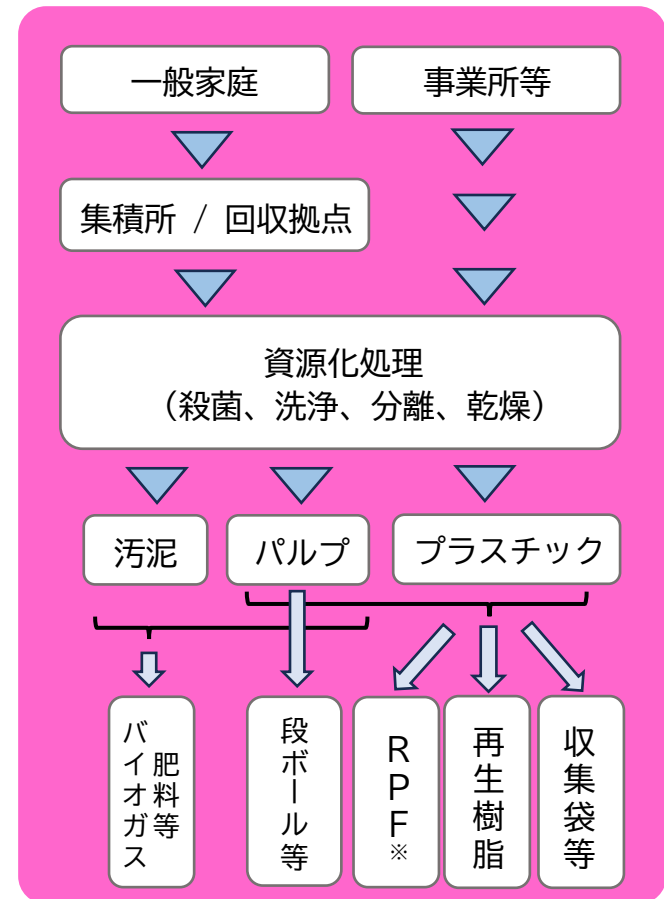 一般家庭
事業所等
集積所 / 回収拠点
資源化処理
（殺菌、洗浄、分離、乾燥）
汚泥
パルプ
プラスチック
肥料等
バイオガス
段ボール等
RPF※
再生樹脂
収集袋等